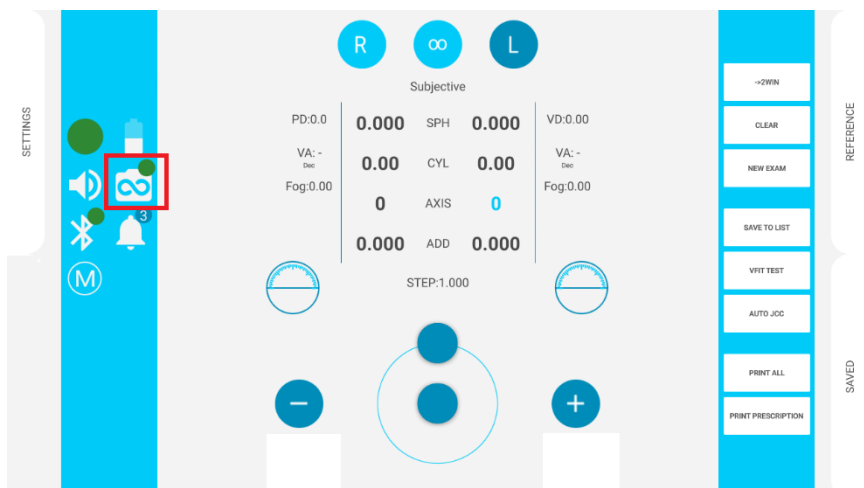 R ∞ L
Subjective
SETTINGS
3
M
PD:0.0
VA: -
Dec
Fog:0.00
0.000 SPH 0.000
0.00 CYL 0.00
0 AXIS 0
0.000 ADD 0.000
VD:0.00
VA: -
Dec
Fog:0.00
STEP:1.000
− +
->2WIN
CLEAR
NEW EXAM
SAVE TO LIST
VFIT TEST
AUTO JCC
PRINT ALL
PRINT PRESCRIPTION
REFERENCE
SAVED